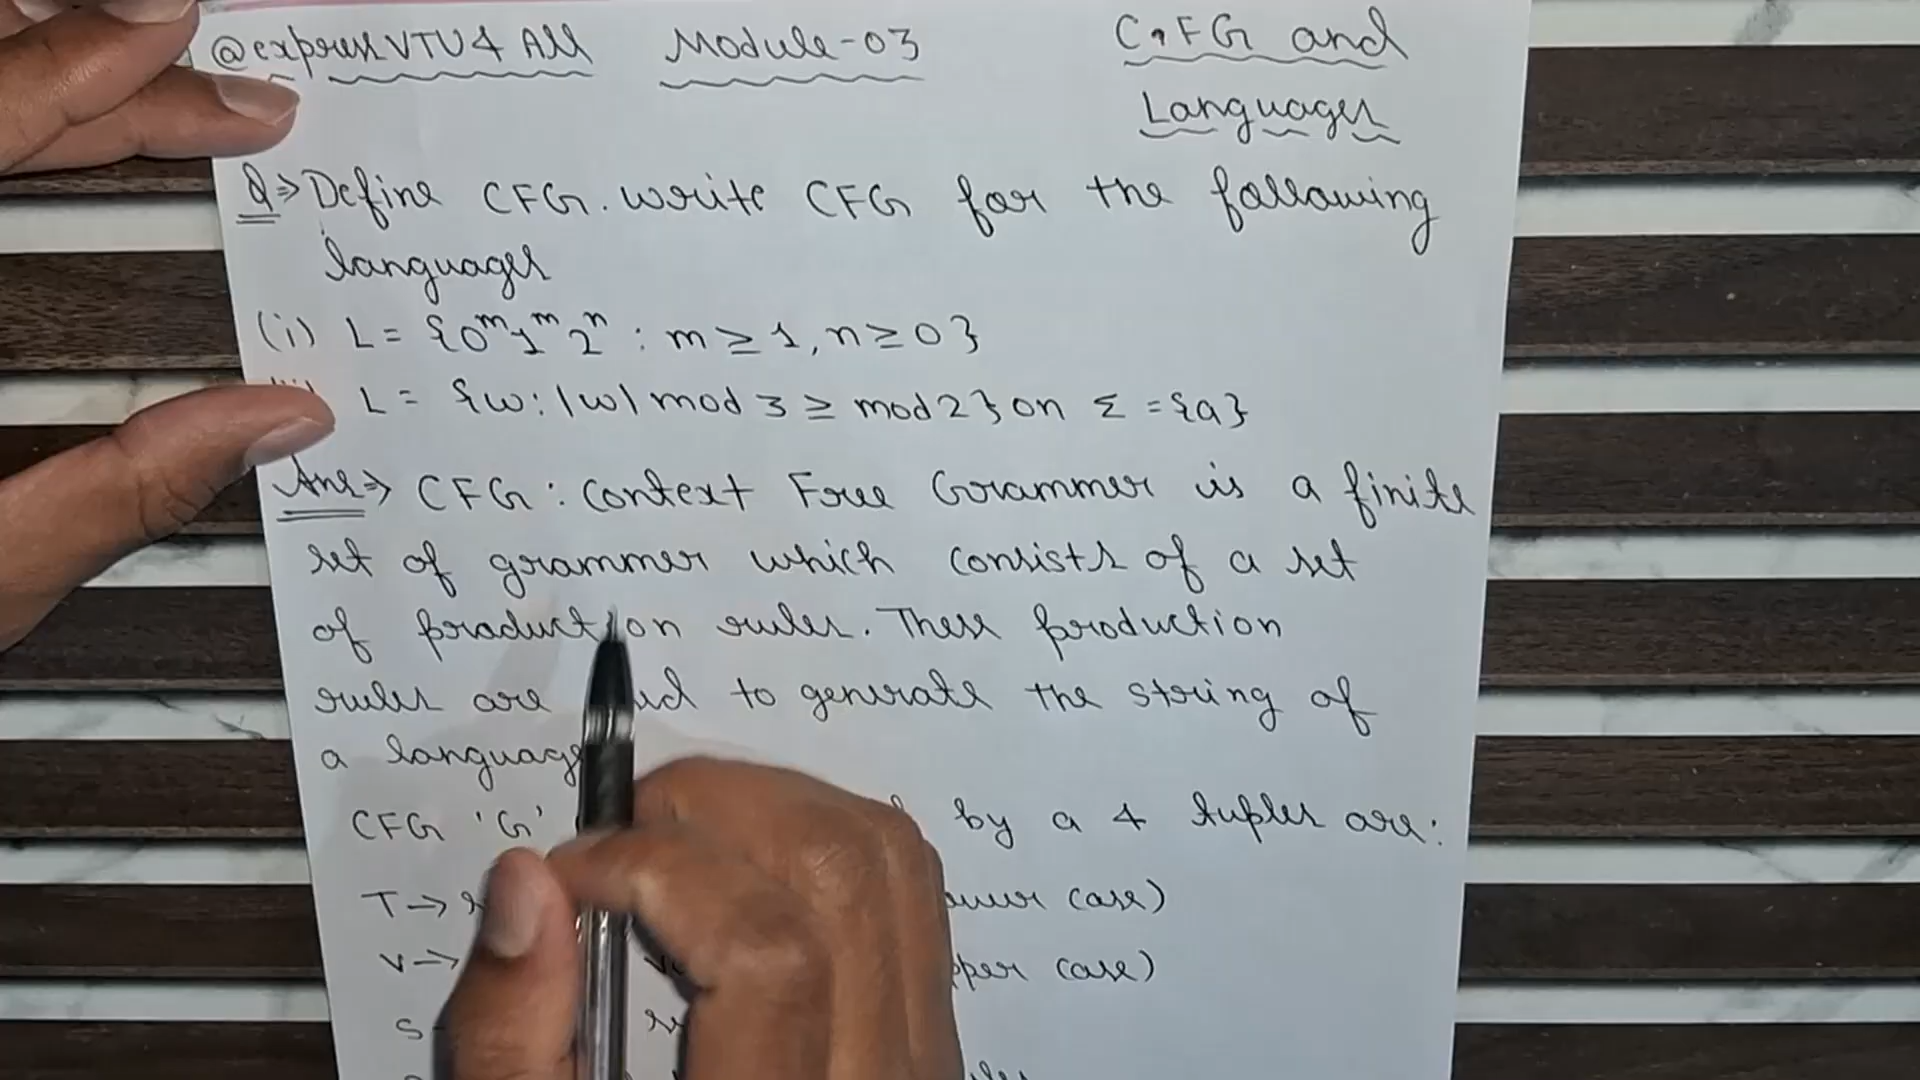 @expressVTU4All Module-03 C.F.G and
Languages
Q⇒ Define CFG. write CFG for the following
languages
(i) L = {0^m 1^m 2^n : m ≥ 1, n ≥ 0}
L = {w: |w| mod 3 ≥ mod 2} on Σ = {a}
Ans⇒ CFG : Context Free Grammer is a finite
set of grammer which consists of a set
of production rules. These production
rules are to generate the string of
a language
CFG 'G' by a 4 tuples are:
T→ case)
V→ case)
S